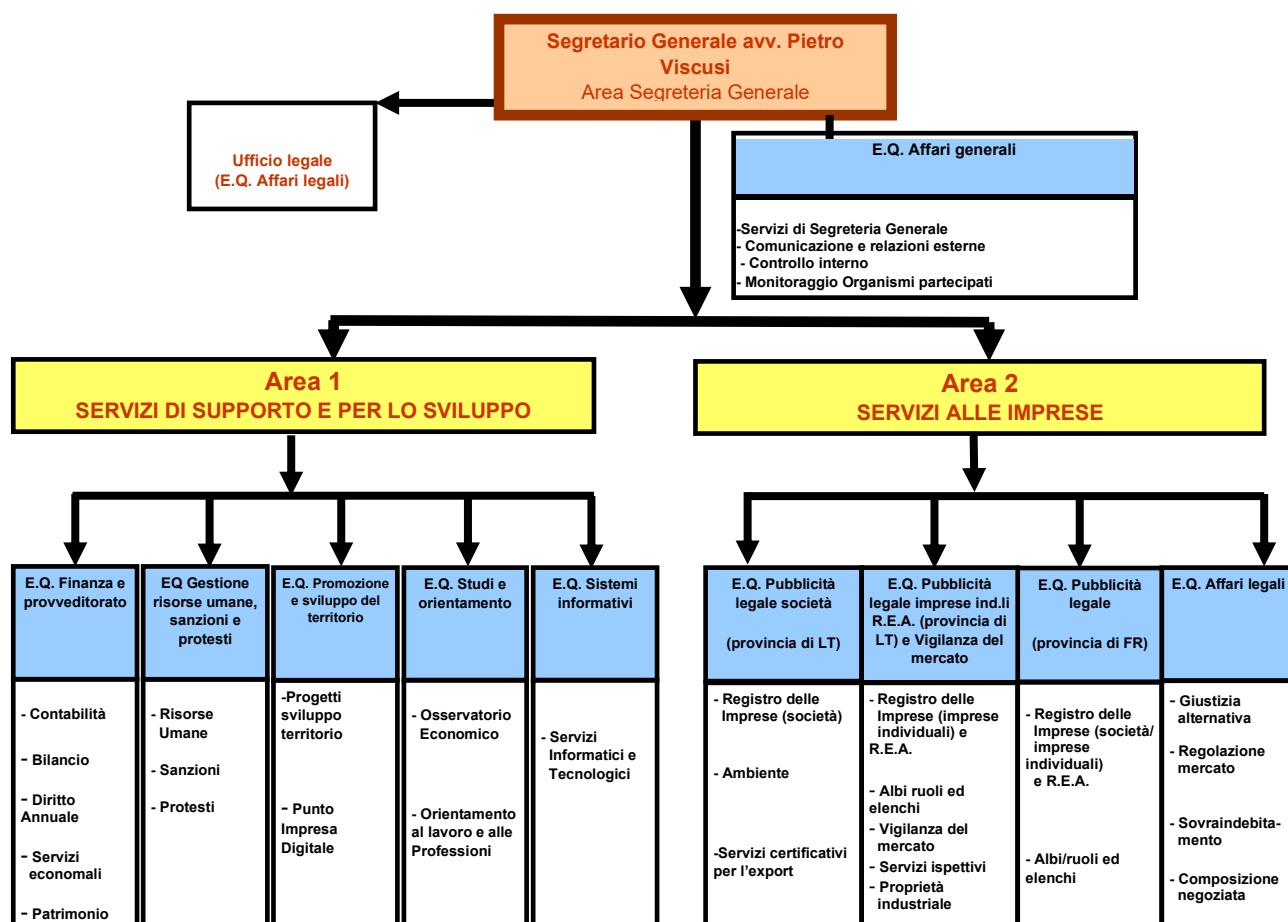 Segretario Generale avv. Pietro
Viscusi
Area Segreteria Generale
Ufficio legale
(E.Q. Affari legali)
E.Q. Affari generali
-Servizi di Segreteria Generale
- Comunicazione e relazioni esterne
- Controllo interno
- Monitoraggio Organismi partecipati
Area 1
SERVIZI DI SUPPORTO E PER LO SVILUPPO
Area 2
SERVIZI ALLE IMPRESE
E.Q. Finanza e
provveditorato
- Contabilità
- Bilancio
- Diritto
Annuale
- Servizi
economali
- Patrimonio
EQ Gestione
risorse umane,
sanzioni e
protesti
- Risorse
Umane
- Sanzioni
- Protesti
E.Q. Promozione
e sviluppo del
territorio
-Progetti
sviluppo
territorio
- Punto
Impresa
Digitale
E.Q. Studi e
orientamento
- Osservatorio
Economico
- Orientamento
al lavoro e alle
Professioni
E.Q. Sistemi
informativi
- Servizi
Informatici e
Tecnologici
E.Q. Pubblicità
legale società
(provincia di LT)
- Registro delle
Imprese (società)
- Ambiente
-Servizi certificativi
per l'export
E.Q. Pubblicità
legale imprese ind.li
R.E.A. (provincia di
LT) e Vigilanza del
mercato
- Registro delle
Imprese (imprese
individuali) e
R.E.A.
- Albi ruoli ed
elenchi
- Vigilanza del
mercato
- Servizi ispettivi
- Proprietà
industriale
E.Q. Pubblicità
legale
(provincia di FR)
- Registro delle
Imprese (società/
imprese
individuali)
e R.E.A.
- Albi/ruoli ed
elenchi
E.Q. Affari legali
- Giustizia
alternativa
- Regolazione
mercato
- Sovraindebita-
mento
- Composizione
negoziata